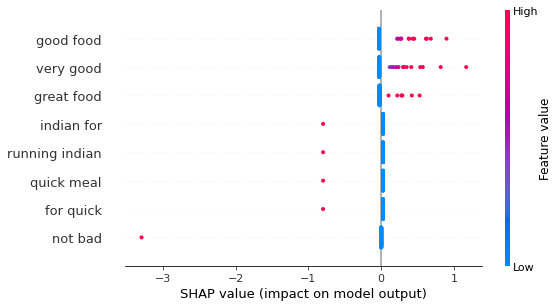 High
good food
very good
great food
indian for
running indian
quick meal
for quick
not bad
Feature value
Low
−3
−2
−1
0
1
SHAP value (impact on model output)